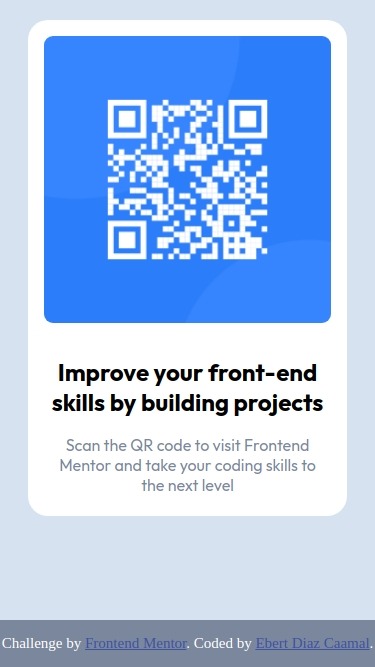 Improve your front-end
skills by building projects
Scan the QR code to visit Frontend
Mentor and take your coding skills to
the next level
Challenge by Frontend Mentor. Coded by Ebert Diaz Caamal.